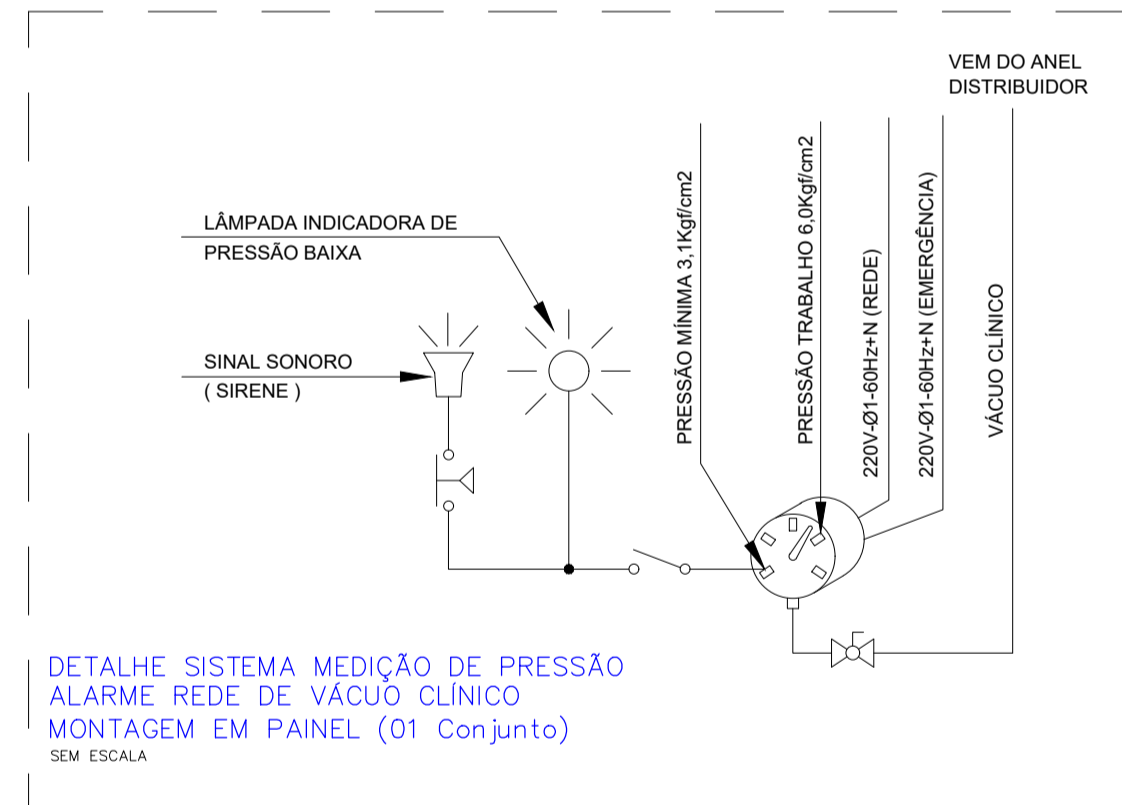 VEM DO ANEL
DISTRIBUIDOR
LÂMPADA INDICADORA DE
PRESSÃO BAIXA
SINAL SONORO
( SIRENE )
PRESSÃO MÍNIMA 3,1Kgf/cm2
PRESSÃO TRABALHO 6,0Kgf/cm2
220V-Ø1-60Hz+N (REDE)
220V-Ø1-60Hz+N (EMERGÊNCIA)
VÁCUO CLÍNICO
DETALHE SISTEMA MEDIÇÃO DE PRESSÃO
ALARME REDE DE VÁCUO CLÍNICO
MONTAGEM EM PAINEL (01 Conjunto)
SEM ESCALA